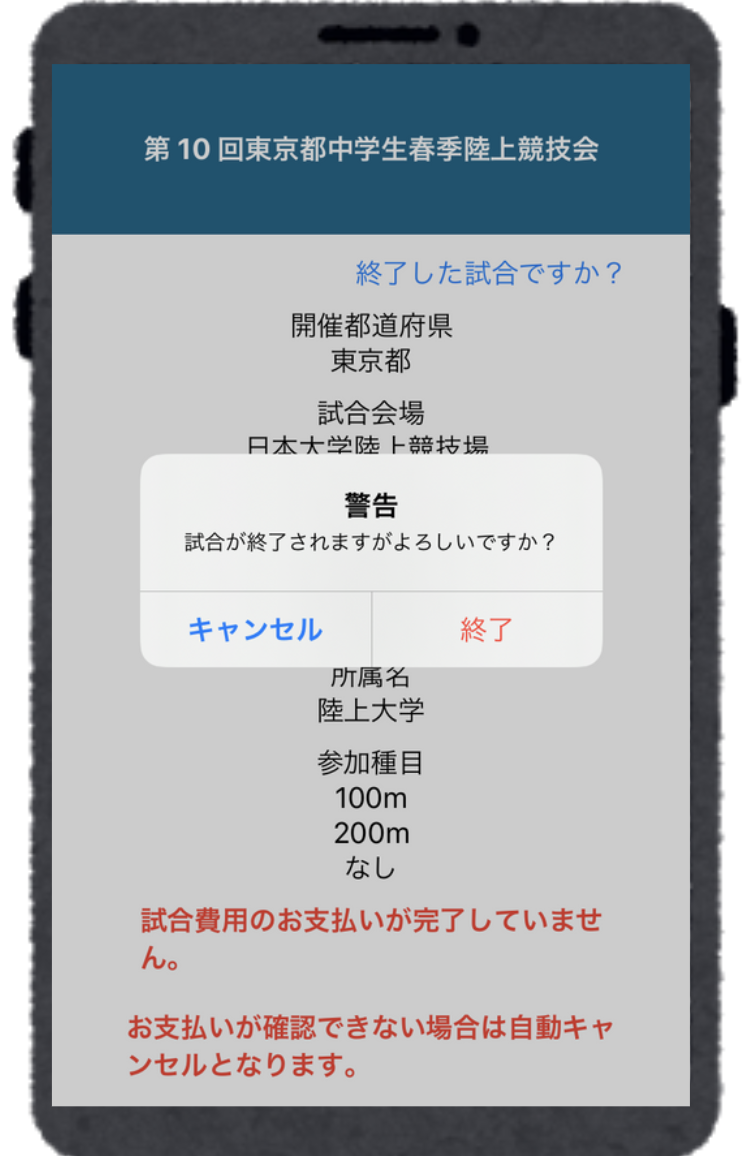 第 10 回東京都中学生春季陸上競技会
終了した試合ですか？
開催都道府県
東京都
試合会場
日本大学陸上競技場
警告
試合が終了されますがよろしいですか？
キャンセル
終了
所属名
陸上大学
参加種目
100m
200m
なし
試合費用のお支払いが完了していませ
ん。
お支払いが確認できない場合は自動キャ
ンセルとなります。